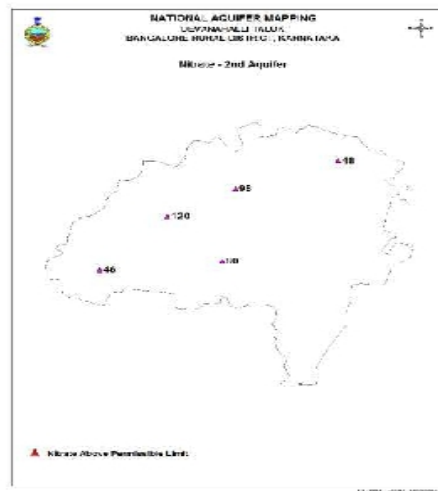 NATIONAL AQUIFER MAPPING
DEVANAHALLI TALUK
BANGALORE RURAL DISTRICT, KARNATAKA
Nitrate - 2nd Aquifer
48
95
120
46
Nitrate Above Permissible Limit